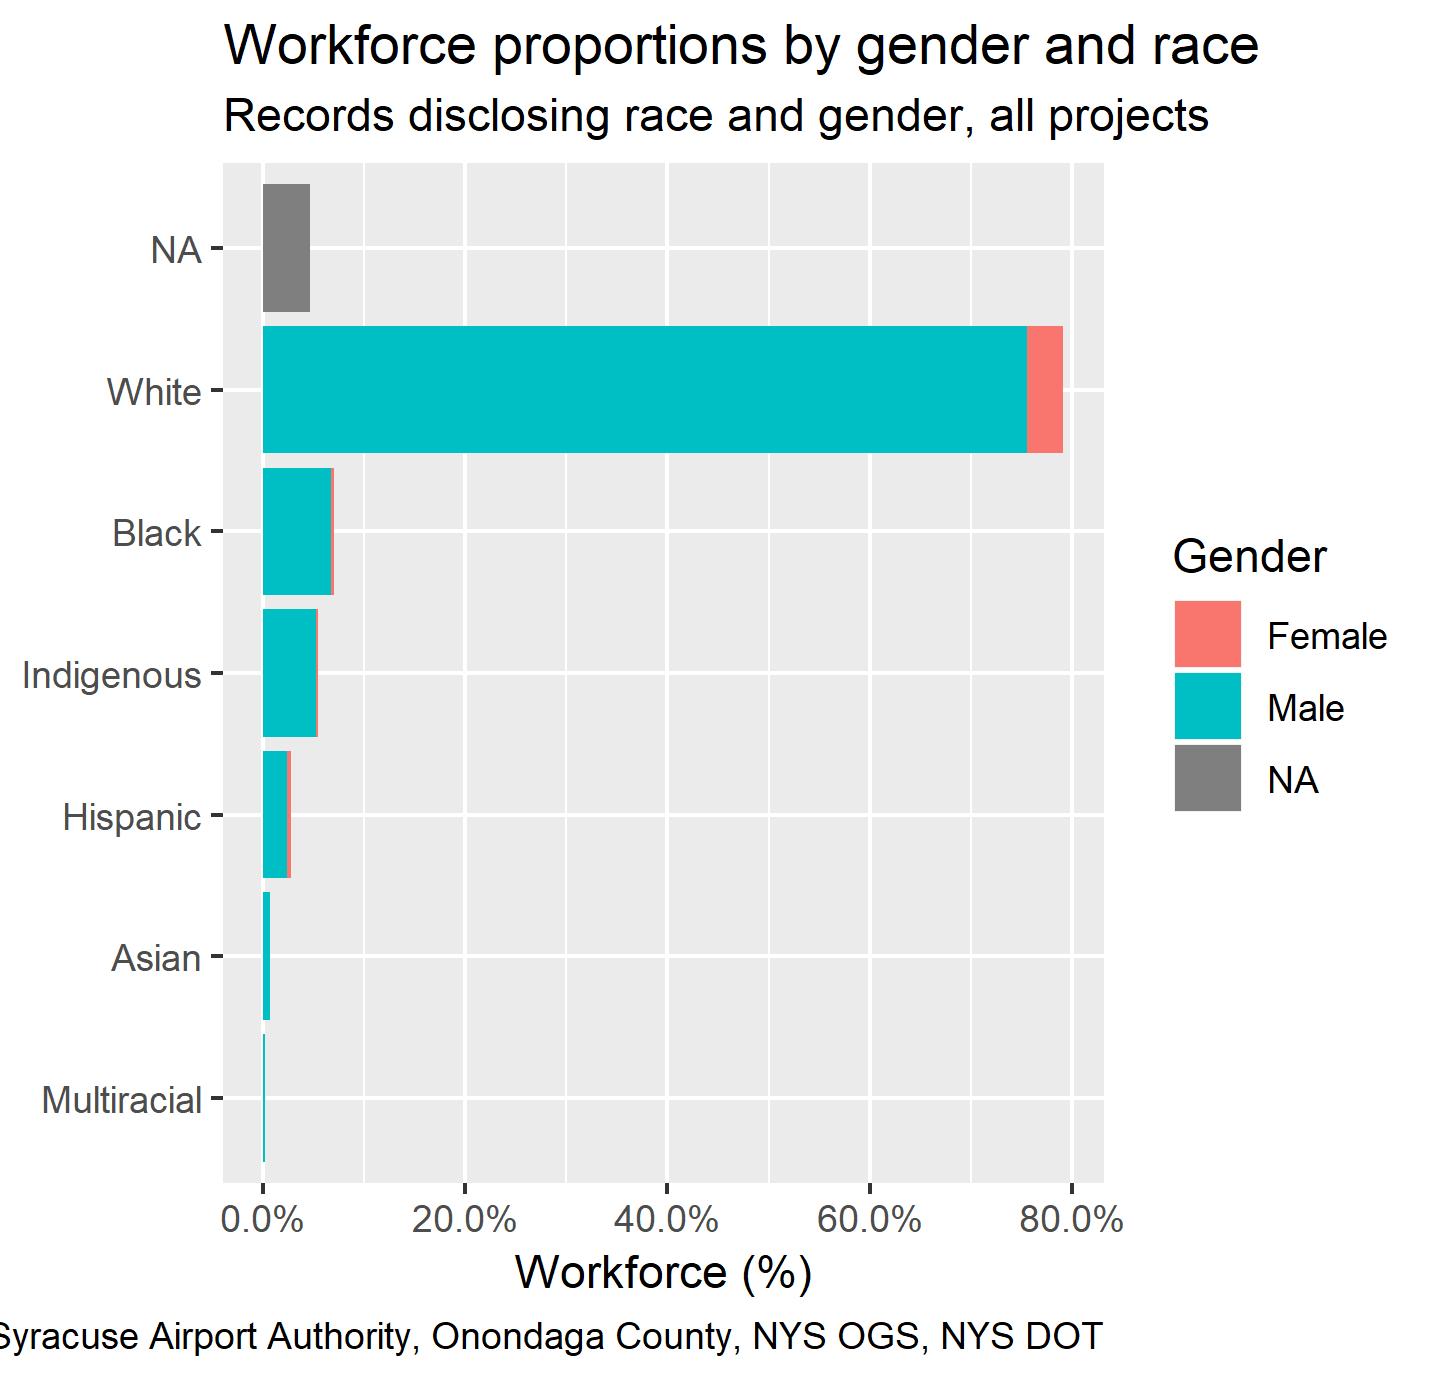 Workforce proportions by gender and race
Records disclosing race and gender, all projects
NA
White
Black
Indigenous
Hispanic
Asian
Multiracial
0.0% 20.0% 40.0% 60.0% 80.0%
Workforce (%)
Gender
Female
Male
NA
Syracuse Airport Authority, Onondaga County, NYS OGS, NYS DOT